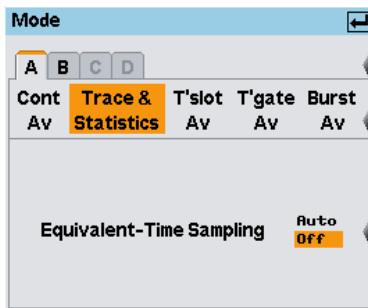 Mode
A B C D
Cont Trace & T'slot T'gate Burst
Av Statistics Av Av Av
Equivalent-Time Sampling
Auto
Off